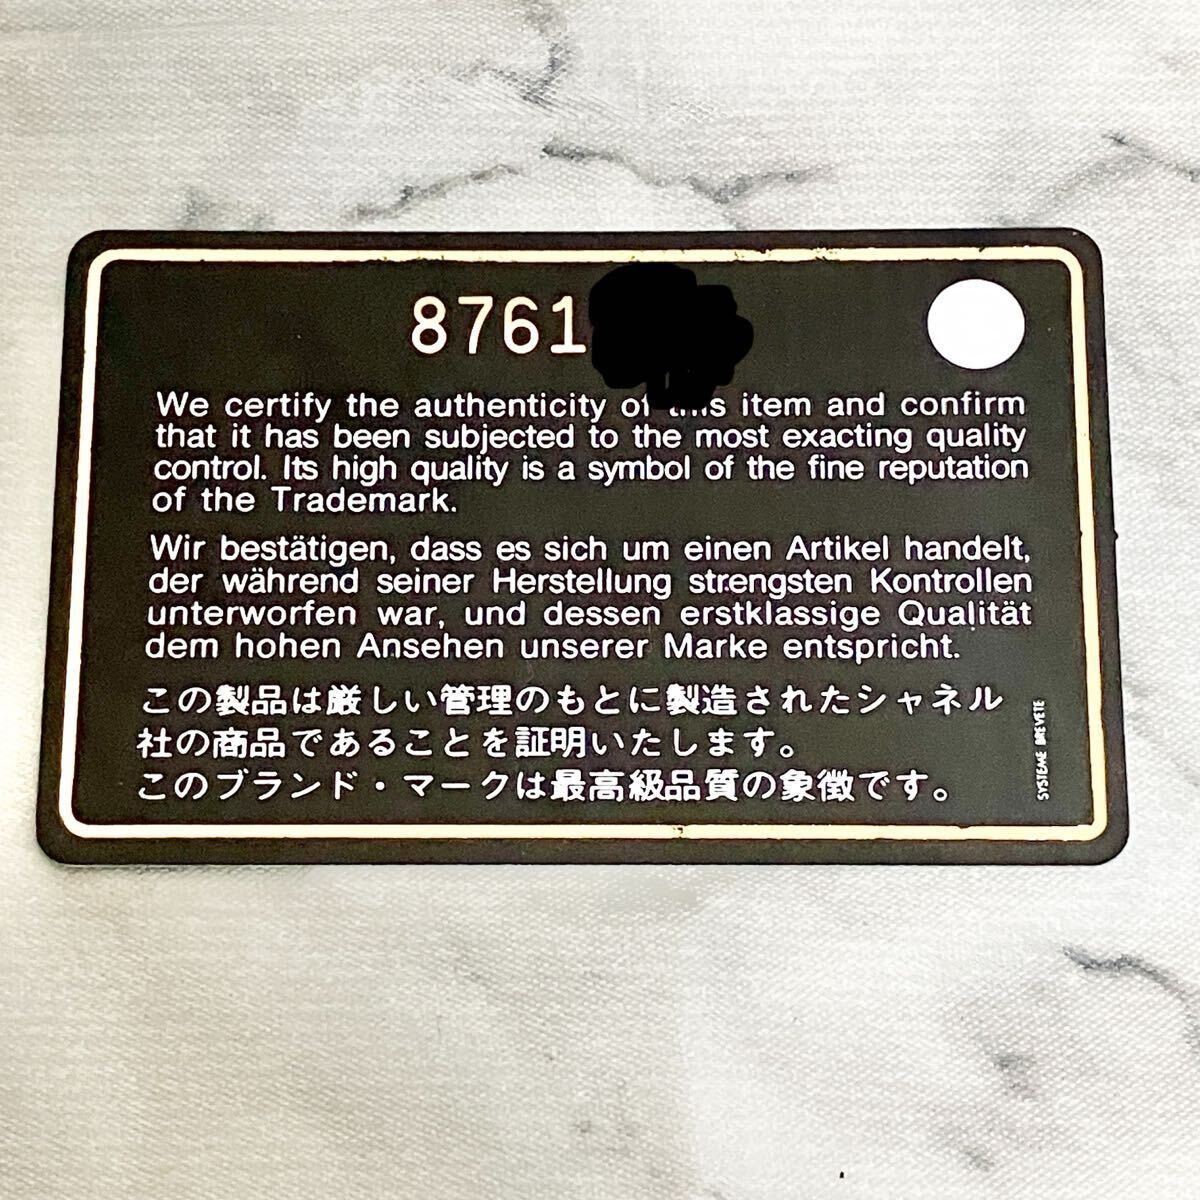 8761
We certify the authenticity of this item and confirm
that it has been subjected to the most exacting quality
control. Its high quality is a symbol of the fine reputation
of the Trademark.
Wir bestätigen, dass es sich um einen Artikel handelt,
der während seiner Herstellung strengsten Kontrollen
unterworfen war, und dessen erstklassige Qualität
dem hohen Ansehen unserer Marke entspricht.
この製品は厳しい管理のもとに製造されたシャネル
社の商品であることを証明いたします。
このブランド・マークは最高級品質の象徴です。
SYSTEME BREVETE